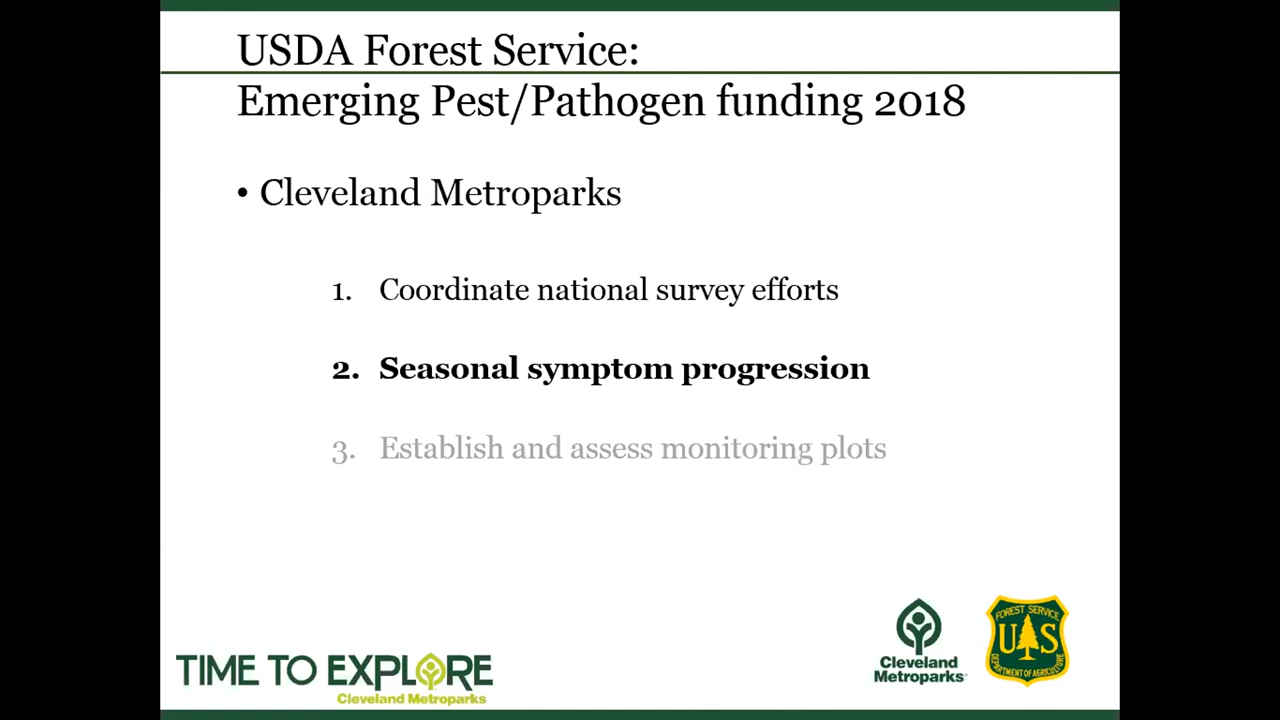 USDA Forest Service:
Emerging Pest/Pathogen funding 2018
• Cleveland Metroparks
1. Coordinate national survey efforts
2. Seasonal symptom progression
3. Establish and assess monitoring plots
TIME TO EXPLORE
Cleveland Metroparks
Cleveland
Metroparks
FOREST SERVICE
U S
DEPARTMENT OF AGRICULTURE